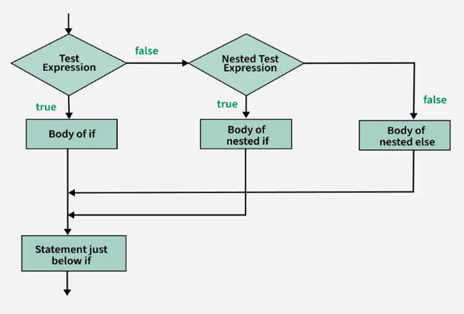 Test
Expression
false
Nested Test
Expression
true
true
false
Body of if
Body of
nested if
Body of
nested else
Statement just
below if